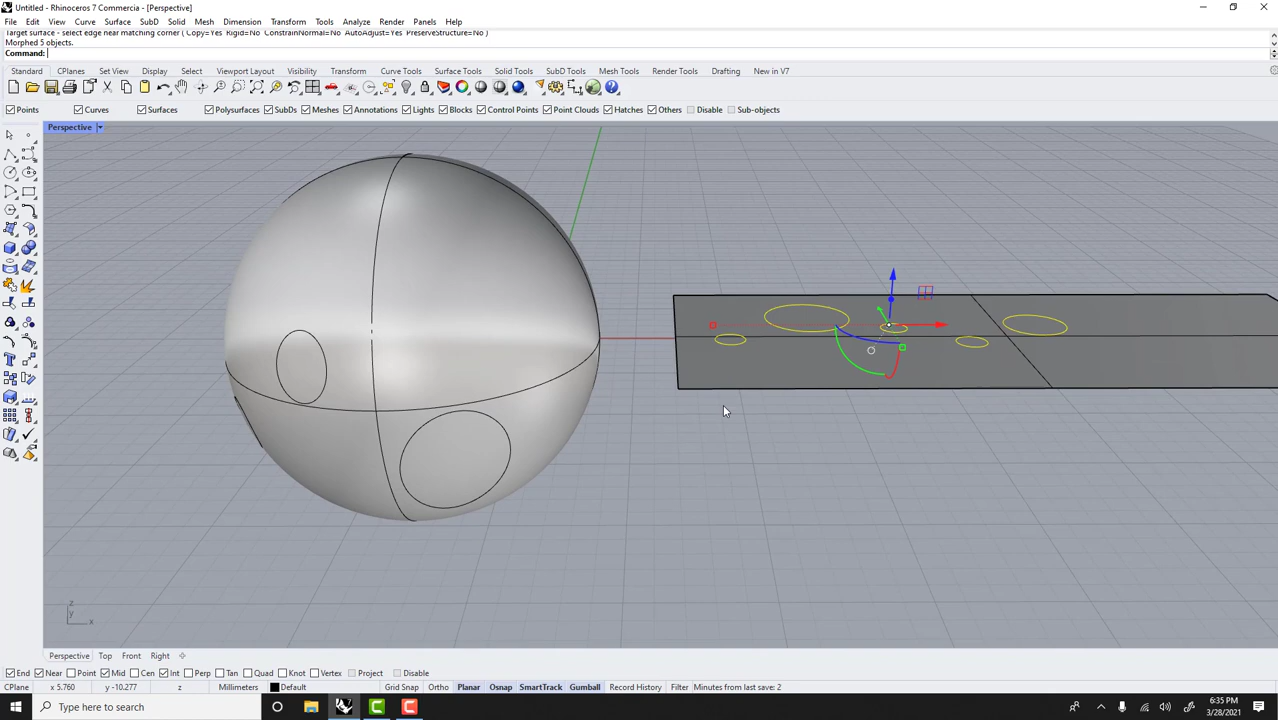 Untitled - Rhinoceros 7 Commercia - [Perspective]
File Edit View Curve Surface SubD Solid Mesh Dimension Transform Tools Analyze Render Panels Help
Target surface - select edge near matching corner ( Copy=Yes Rigid=No ConstrainNormal=No AutoAdjust=Yes PreserveStructure=No )
Morphed 5 objects.
Command:
Standard CPlanes Set View Display Select Viewport Layout Visibility Transform Curve Tools Surface Tools Solid Tools SubD Tools Mesh Tools Render Tools Drafting New in V7
Points Curves Surfaces Polysurfaces SubDs Meshes Annotations Lights Blocks Control Points Point Clouds Hatches Others Disable Sub-objects
Perspective
z
y
x
Perspective Top Front Right
End Near Point Mid Cen Int Perp Tan Quad Knot Vertex Project Disable
CPlane x 5.760 y -10.277 z Millimeters Default Grid Snap Ortho Planar Osnap SmartTrack Gumball Record History Filter Minutes from last save: 2
Type here to search
6:35 PM
3/28/2021